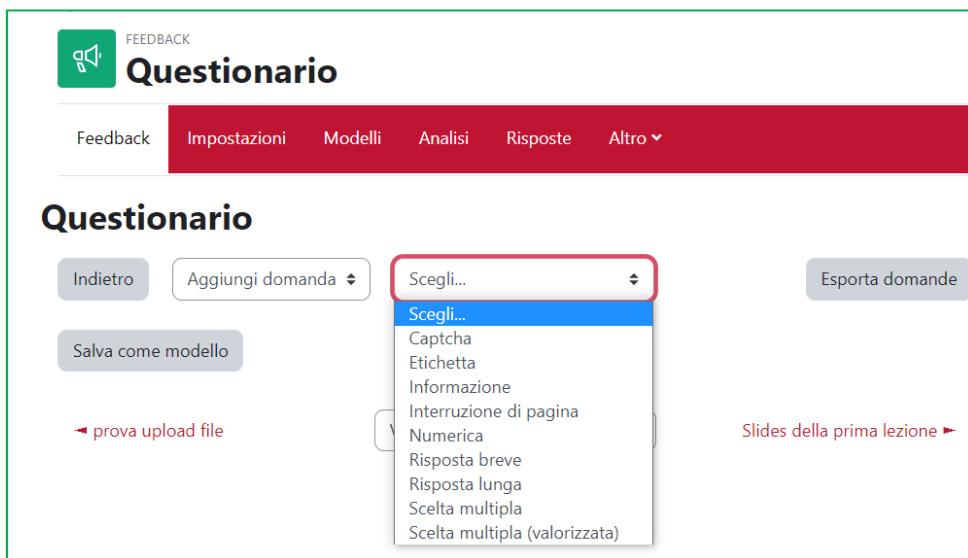 FEEDBACK
Questionario
Feedback Impostazioni Modelli Analisi Risposte Altro
Questionario
Indietro Aggiungi domanda Scegli... Esporta domande
Scegli...
Captcha
Salva come modello Etichetta
Informazione
Interruzione di pagina
◄ prova upload file Numerica Slides della prima lezione ►
Risposta breve
Risposta lunga
Scelta multipla
Scelta multipla (valorizzata)